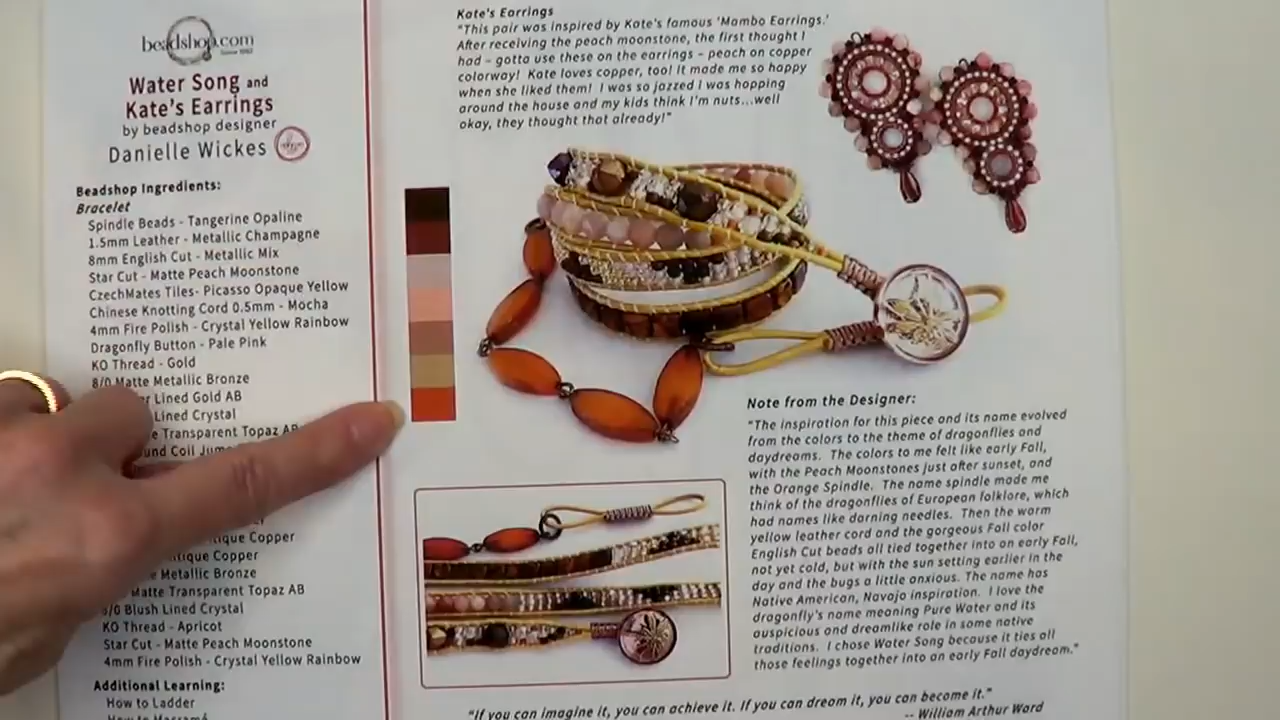 beadshop.com
Since 1992
Water Song and
Kate's Earrings
by beadshop designer
Danielle Wickes
Beadshop Ingredients:
Bracelet
Spindle Beads - Tangerine Opaline
1.5mm Leather - Metallic Champagne
8mm English Cut - Metallic Mix
Star Cut - Matte Peach Moonstone
CzechMates Tiles- Picasso Opaque Yellow
Chinese Knotting Cord 0.5mm - Mocha
4mm Fire Polish - Crystal Yellow Rainbow
Dragonfly Button - Pale Pink
KO Thread - Gold
8/0 Matte Metallic Bronze
Lined Gold AB
Lined Crystal
Transparent Topaz AB
Coil
Copper
tique Copper
Metallic Bronze
Matte Transparent Topaz AB
8/0 Blush Lined Crystal
KO Thread - Apricot
Star Cut - Matte Peach Moonstone
4mm Fire Polish - Crystal Yellow Rainbow
Additional Learning:
How to Ladder
How to Macramé
Kate's Earrings
"This pair was inspired by Kate's famous 'Mambo Earrings.'
After receiving the peach moonstone, the first thought I
had – gotta use these on the earrings – peach on copper
colorway! Kate loves copper, too! It made me so happy
when she liked them! I was so jazzed I was hopping
around the house and my kids think I'm nuts...well
okay, they thought that already!"
Note from the Designer:
"The inspiration for this piece and its name evolved
from the colors to the theme of dragonflies and
daydreams. The colors to me felt like early Fall,
with the Peach Moonstones just after sunset, and
the Orange Spindle. The name spindle made me
think of the dragonflies of European folklore, which
had names like darning needles. Then the warm
yellow leather cord and the gorgeous Fall color
English Cut beads all tied together into an early Fall,
not yet cold, but with the sun setting earlier in the
day and the bugs a little anxious. The name has
Native American, Navajo inspiration. I love the
dragonfly's name meaning Pure Water and its
auspicious and dreamlike role in some native
traditions. I chose Water Song because it ties all
those feelings together into an early Fall daydream."
"If you can imagine it, you can achieve it. If you can dream it, you can become it."
-- William Arthur Ward